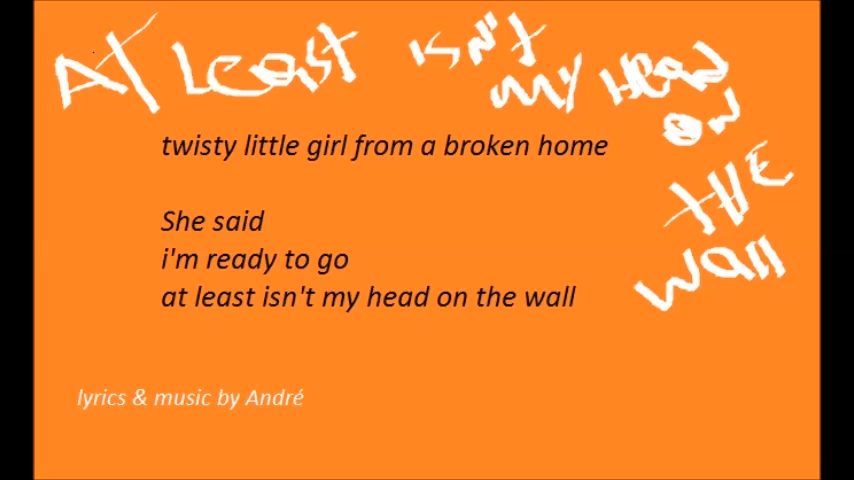 At Least isn't
my Head
on
the
wall
twisty little girl from a broken home
She said
i'm ready to go
at least isn't my head on the wall
lyrics & music by André